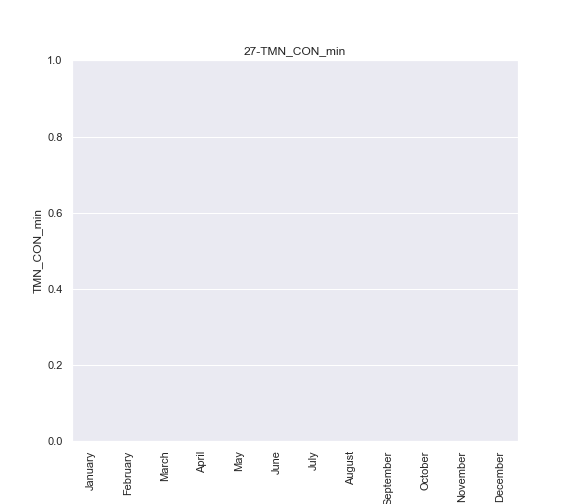 27-TMN_CON_min
1.0
0.8
0.6
0.4
0.2
0.0
TMN_CON_min
January
February
March
April
May
June
July
August
September
October
November
December